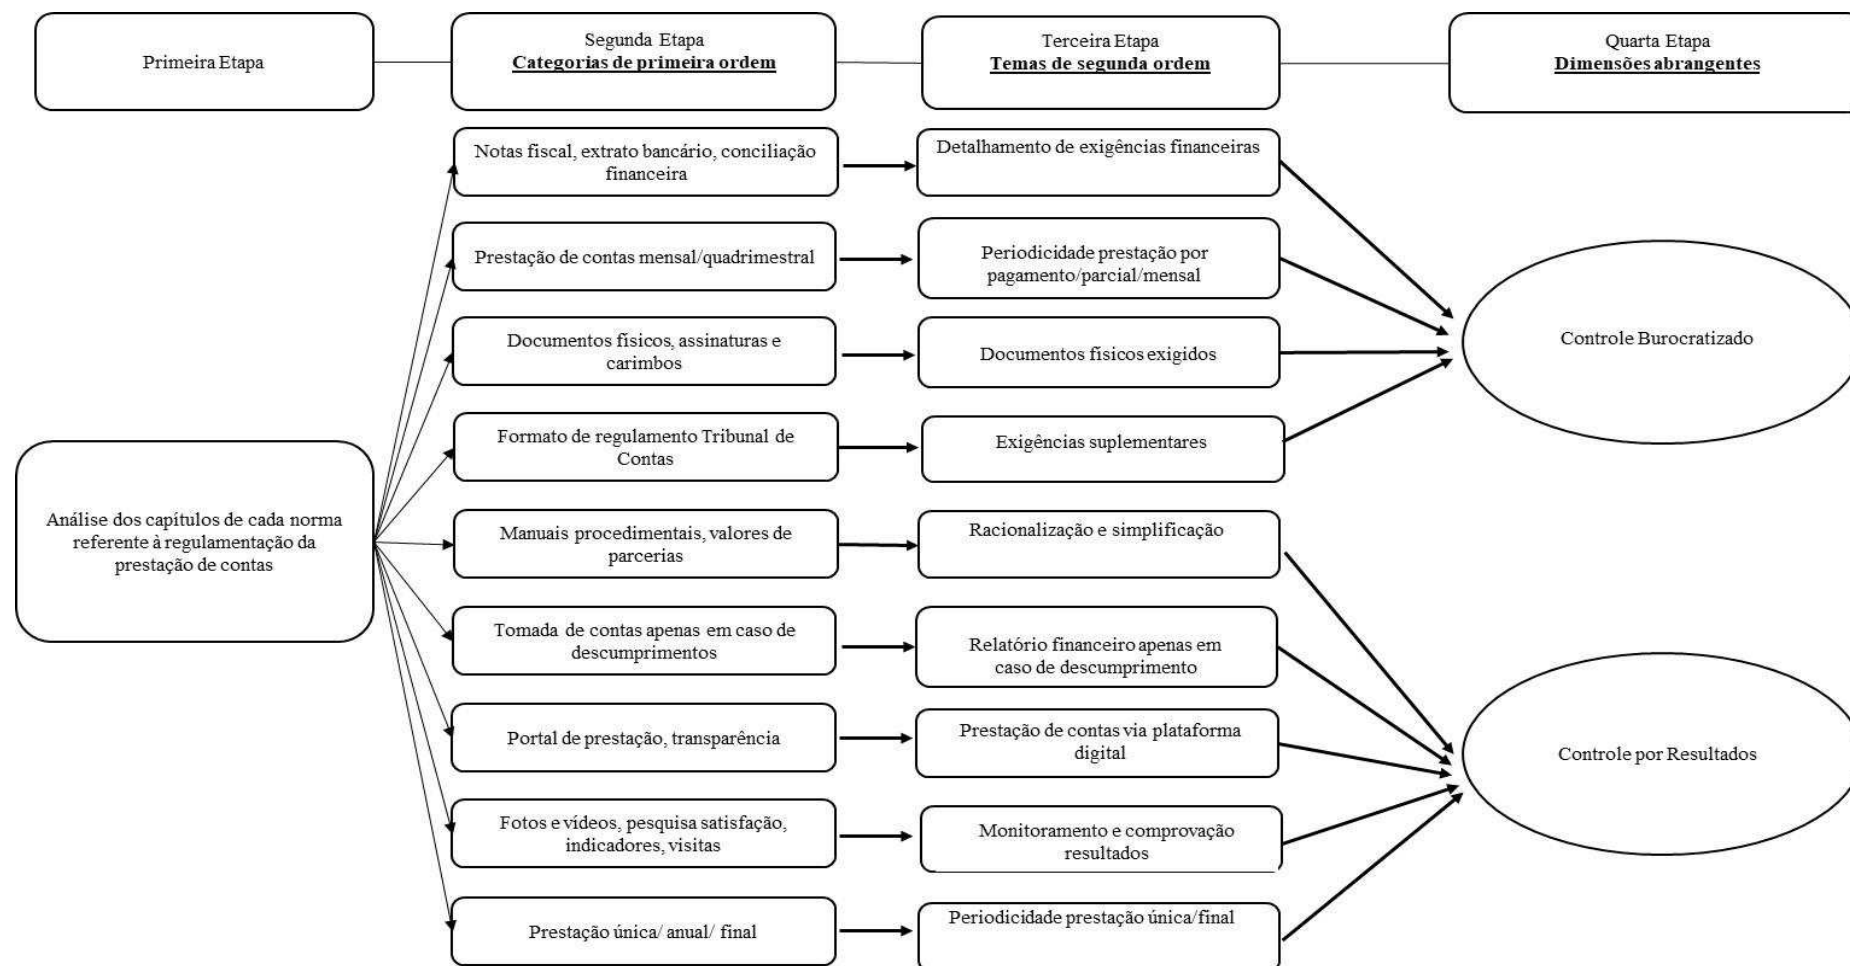 Primeira Etapa
Segunda Etapa
Categorias de primeira ordem
Terceira Etapa
Temas de segunda ordem
Quarta Etapa
Dimensões abrangentes
Análise dos capítulos de cada norma
referente à regulamentação da
prestação de contas
Notas fiscal, extrato bancário, conciliação
financeira
Detalhamento de exigências financeiras
Prestação de contas mensal/quadrimestral
Periodicidade prestação por
pagamento/parcial/mensal
Documentos físicos, assinaturas e
carimbos
Documentos físicos exigidos
Formato de regulamento Tribunal de
Contas
Exigências suplementares
Controle Burocratizado
Manuais procedimentais, valores de
parcerias
Racionalização e simplificação
Tomada de contas apenas em caso de
descumprimentos
Relatório financeiro apenas em
caso de descumprimento
Portal de prestação, transparência
Prestação de contas via plataforma
digital
Fotos e vídeos, pesquisa satisfação,
indicadores, visitas
Monitoramento e comprovação
resultados
Prestação única/ anual/ final
Periodicidade prestação única/final
Controle por Resultados